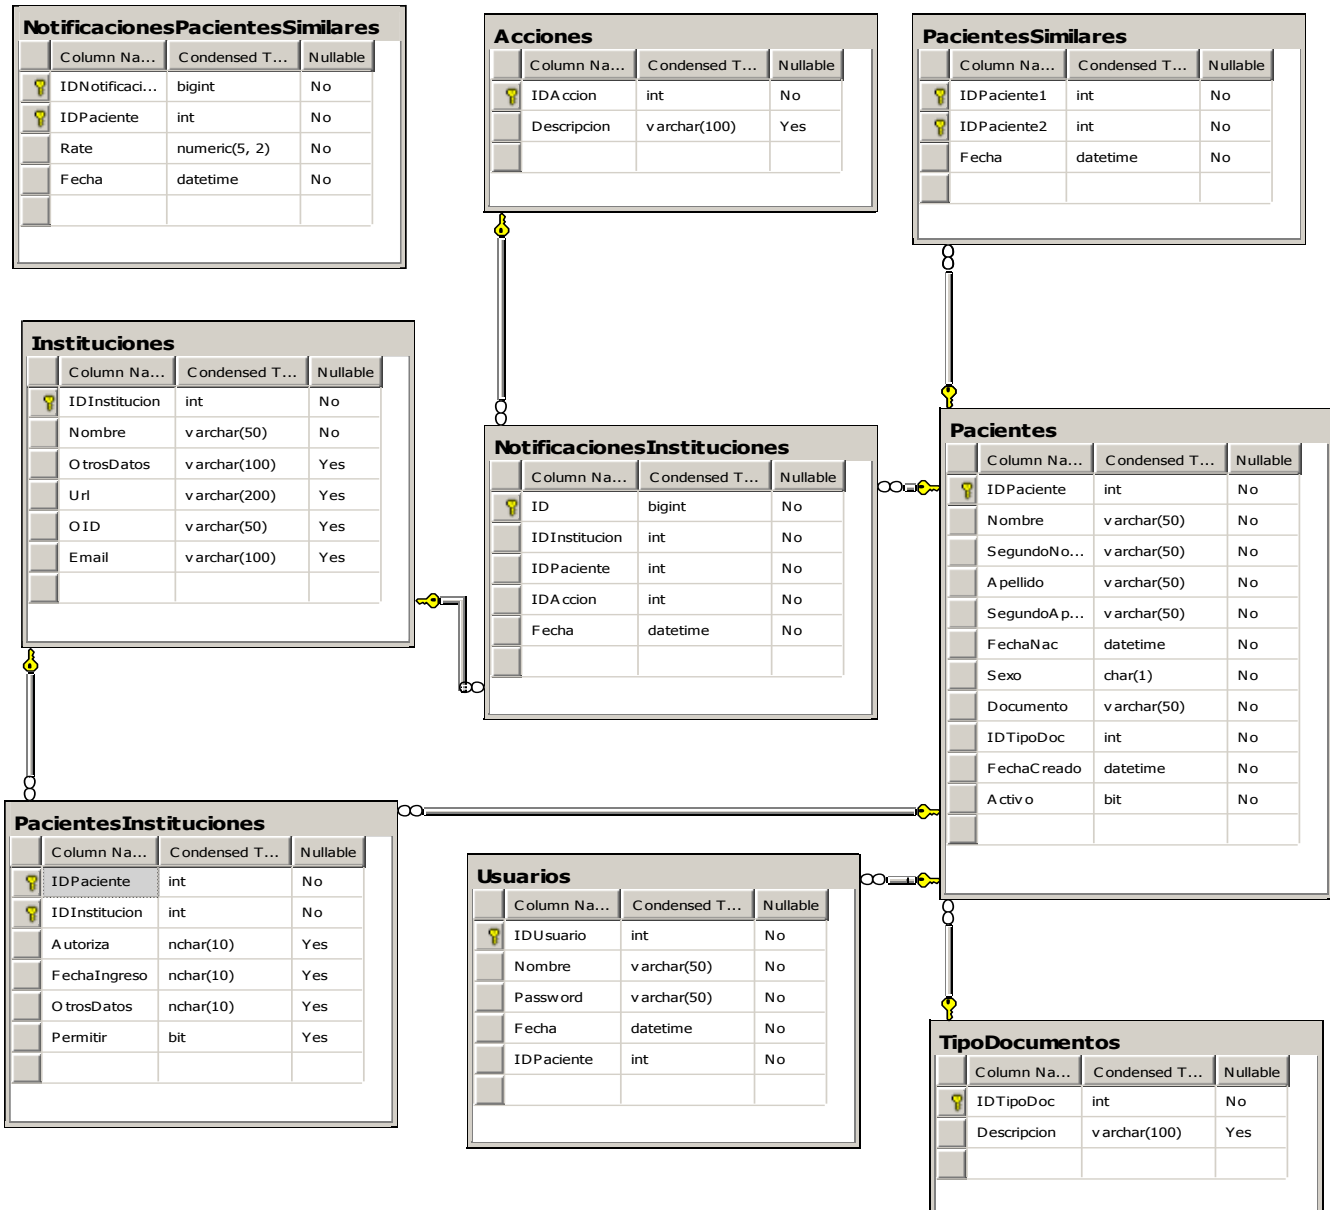 NotificacionesPacientesSimilares
Column Na... Condensed T... Nullable
IDNotificaci... bigint No
IDPaciente int No
Rate numeric(5, 2) No
Fecha datetime No
Acciones
Column Na... Condensed T... Nullable
IDAccion int No
Descripcion varchar(100) Yes
PacientesSimilares
Column Na... Condensed T... Nullable
IDPaciente1 int No
IDPaciente2 int No
Fecha datetime No
Instituciones
Column Na... Condensed T... Nullable
IDInstitucion int No
Nombre varchar(50) No
OtrosDatos varchar(100) Yes
Url varchar(200) Yes
OID varchar(50) Yes
Email varchar(100) Yes
NotificacionesInstituciones
Column Na... Condensed T... Nullable
ID bigint No
IDInstitucion int No
IDPaciente int No
IDAccion int No
Fecha datetime No
Pacientes
Column Na... Condensed T... Nullable
IDPaciente int No
Nombre varchar(50) No
SegundoNo... varchar(50) No
Apellido varchar(50) No
SegundoAp... varchar(50) No
FechaNac datetime No
Sexo char(1) No
Documento varchar(50) No
IDTipoDoc int No
FechaCreado datetime No
Activo bit No
PacientesInstituciones
Column Na... Condensed T... Nullable
IDPaciente int No
IDInstitucion int No
Autoriza nchar(10) Yes
FechaIngreso nchar(10) Yes
OtrosDatos nchar(10) Yes
Permitir bit Yes
Usuarios
Column Na... Condensed T... Nullable
IDUsuario int No
Nombre varchar(50) No
Password varchar(50) No
Fecha datetime No
IDPaciente int No
TipoDocumentos
Column Na... Condensed T... Nullable
IDTipoDoc int No
Descripcion varchar(100) Yes